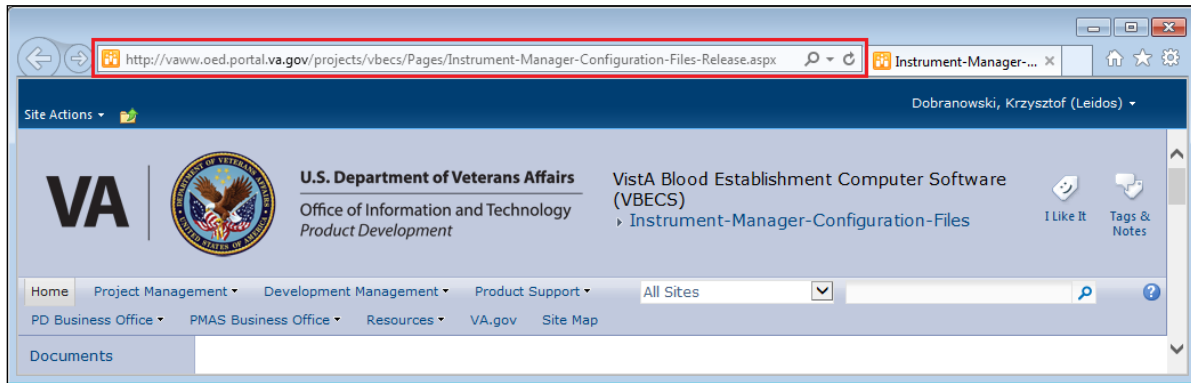 http://vaww.oed.portal.va.gov/projects/vbecs/Pages/Instrument-Manager-Configuration-Files-Release.aspx
Instrument-Manager-...
Site Actions
Dobranowski, Krzysztof (Leidos)
VA
U.S. Department of Veterans Affairs
Office of Information and Technology
Product Development
VistA Blood Establishment Computer Software
(VBECS)
Instrument-Manager-Configuration-Files
I Like It
Tags &
Notes
Home Project Management Development Management Product Support All Sites
PD Business Office PMAS Business Office Resources VA.gov Site Map
Documents